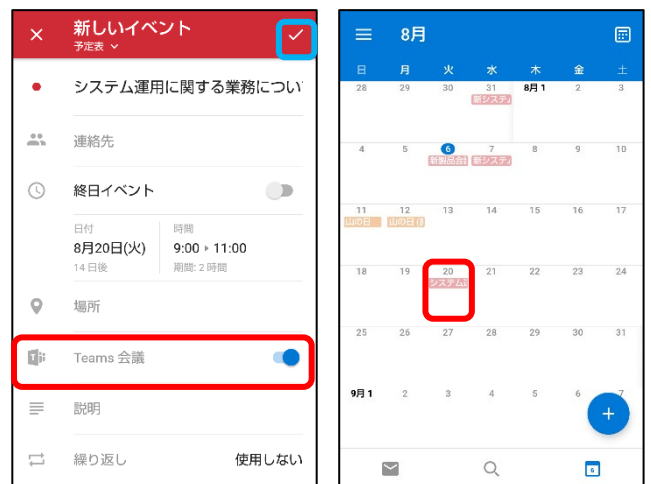 新しいイベント
予定表
システム運用に関する業務につい
連絡先
終日イベント
日付 時間
8月20日(火) 9:00 11:00
14日後 期間: 2 時間
場所
Teams 会議
説明
繰り返し 使用しない
8月
日 月 火 水 木 金 土
28 29 30 31 8月 1 2 3
新システム
4 5 6 7 8 9 10
新製品会議 新システム
11 12 13 14 15 16 17
山の日 山の日 (
18 19 20 21 22 23 24
システム
25 26 27 28 29 30 31
9月 1 2 3 4 5 6 7
6